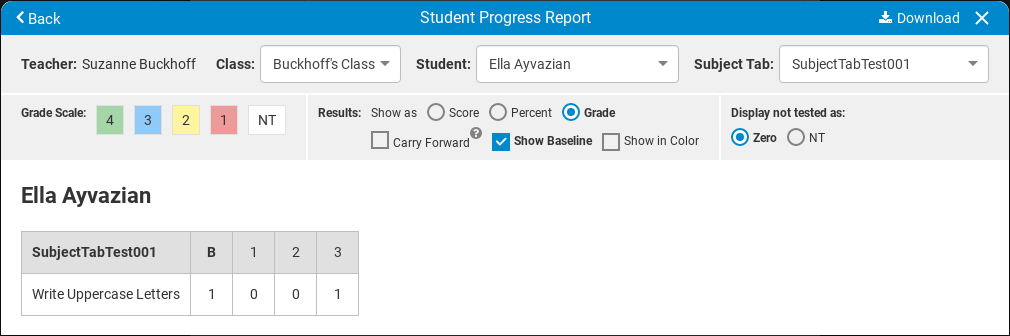 Back Student Progress Report Download
Teacher: Suzanne Buckhoff Class: Buckhoff's Class Student: Ella Ayvazian Subject Tab: SubjectTabTest001
Grade Scale: 4 3 2 1 NT Results: Show as Score Percent Grade Display not tested as:
Carry Forward ? Show Baseline Show in Color Zero NT
Ella Ayvazian
SubjectTabTest001 B 1 2 3
Write Uppercase Letters 1 0 0 1